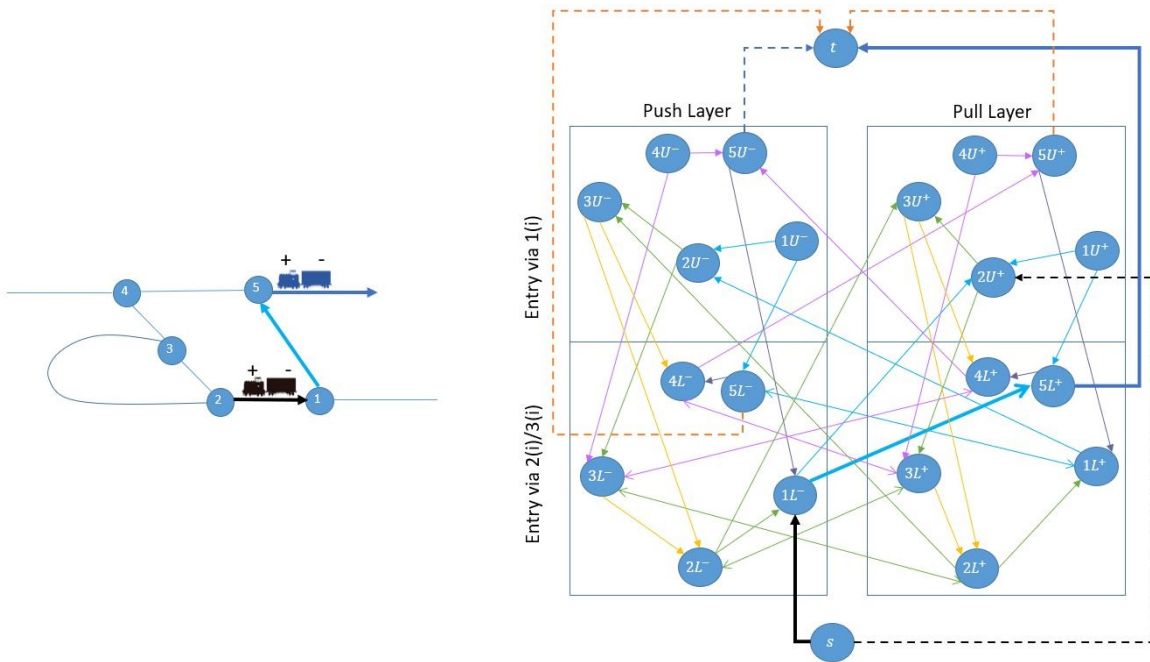 + -
4
5
3
+ -
2
1
t
Push Layer
Pull Layer
Entry via 1(i)
Entry via 2(i)/3(i)
4U⁻
5U⁻
3U⁻
1U⁻
2U⁻
4L⁻
5L⁻
3L⁻
1L⁻
2L⁻
4U⁺
5U⁺
3U⁺
1U⁺
2U⁺
4L⁺
5L⁺
3L⁺
1L⁺
2L⁺
s